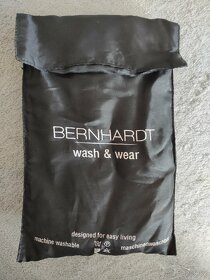 BERNHARDT
wash & wear
designed for easy living
machine washable